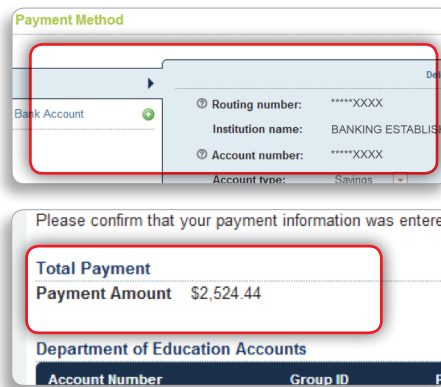 Payment Method
Del
Routing number: *****XXXX
Bank Account
Institution name: BANKING ESTABLISH
Account number: *****XXXX
Account type: Savings
Please confirm that your payment information was entere
Total Payment
Payment Amount $2,524.44
Department of Education Accounts
Account Number Group ID P